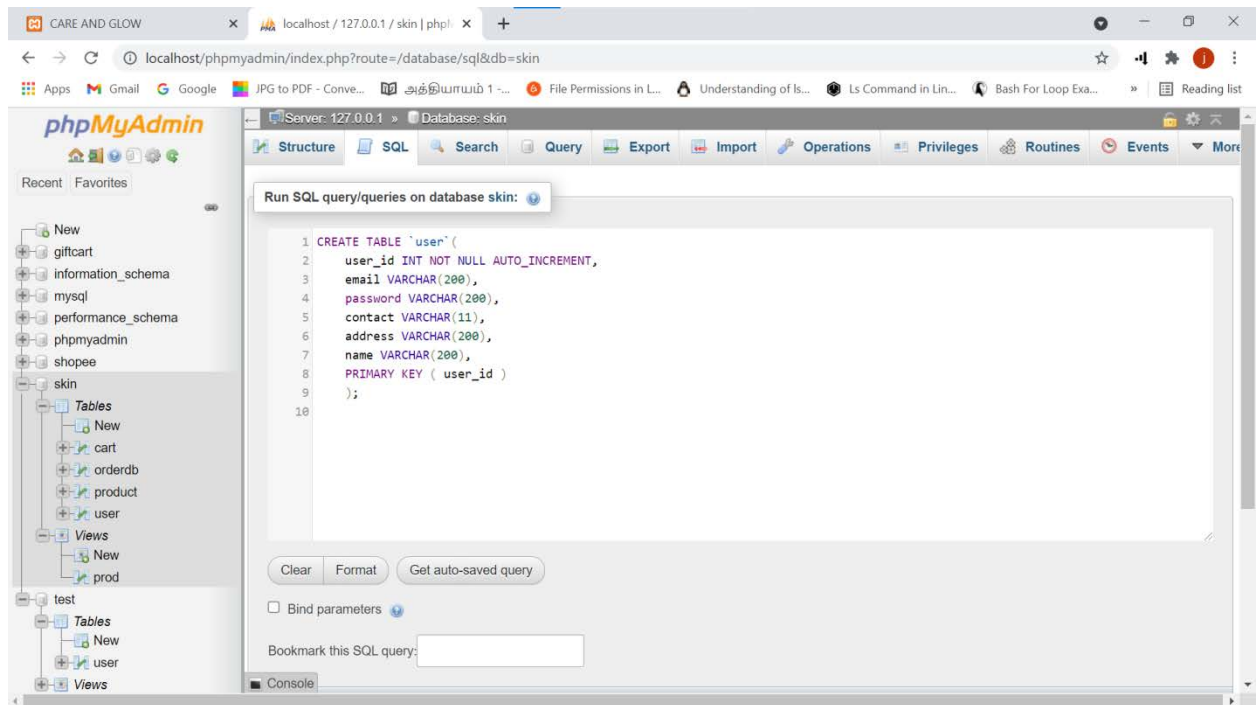 CARE AND GLOW
localhost / 127.0.0.1 / skin | phpM
localhost/phpmyadmin/index.php?route=/database/sql&db=skin
Apps Gmail Google JPG to PDF - Conve... அத்தியாயம் 1 -... File Permissions in L... Understanding of ls... Ls Command in Lin... Bash For Loop Exa... » Reading list
phpMyAdmin
Recent Favorites
New
giftcart
information_schema
mysql
performance_schema
phpmyadmin
shopee
skin
Tables
New
cart
orderdb
product
user
Views
New
prod
test
Tables
New
user
Views
Server: 127.0.0.1 » Database: skin
Structure SQL Search Query Export Import Operations Privileges Routines Events More
Run SQL query/queries on database skin:
1 CREATE TABLE `user`(
2 user_id INT NOT NULL AUTO_INCREMENT,
3 email VARCHAR(200),
4 password VARCHAR(200),
5 contact VARCHAR(11),
6 address VARCHAR(200),
7 name VARCHAR(200),
8 PRIMARY KEY ( user_id )
9 );
10
Clear Format Get auto-saved query
Bind parameters
Bookmark this SQL query:
Console